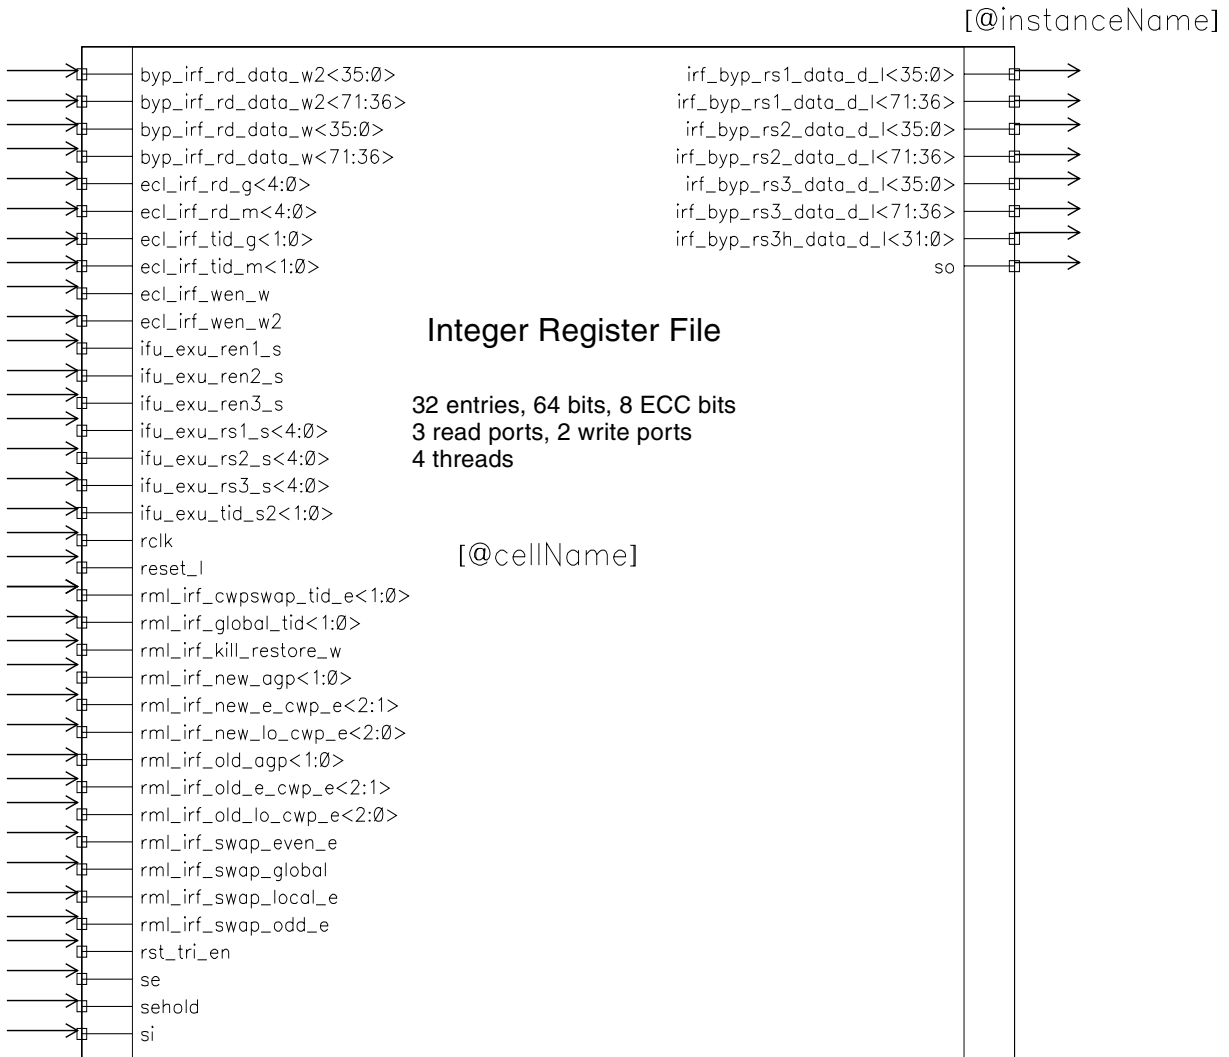 [@instanceName]
byp_irf_rd_data_w2<35:0>
byp_irf_rd_data_w2<71:36>
byp_irf_rd_data_w<35:0>
byp_irf_rd_data_w<71:36>
ecl_irf_rd_g<4:0>
ecl_irf_rd_m<4:0>
ecl_irf_tid_g<1:0>
ecl_irf_tid_m<1:0>
ecl_irf_wen_w
ecl_irf_wen_w2
ifu_exu_ren1_s
ifu_exu_ren2_s
ifu_exu_ren3_s
ifu_exu_rs1_s<4:0>
ifu_exu_rs2_s<4:0>
ifu_exu_rs3_s<4:0>
ifu_exu_tid_s2<1:0>
rclk
reset_l
rml_irf_cwpswap_tid_e<1:0>
rml_irf_global_tid<1:0>
rml_irf_kill_restore_w
rml_irf_new_agp<1:0>
rml_irf_new_e_cwp_e<2:1>
rml_irf_new_lo_cwp_e<2:0>
rml_irf_old_agp<1:0>
rml_irf_old_e_cwp_e<2:1>
rml_irf_old_lo_cwp_e<2:0>
rml_irf_swap_even_e
rml_irf_swap_global
rml_irf_swap_local_e
rml_irf_swap_odd_e
rst_tri_en
se
sehold
si
Integer Register File
32 entries, 64 bits, 8 ECC bits
3 read ports, 2 write ports
4 threads
[@cellName]
irf_byp_rs1_data_d_l<35:0>
irf_byp_rs1_data_d_l<71:36>
irf_byp_rs2_data_d_l<35:0>
irf_byp_rs2_data_d_l<71:36>
irf_byp_rs3_data_d_l<35:0>
irf_byp_rs3_data_d_l<71:36>
irf_byp_rs3h_data_d_l<31:0>
so